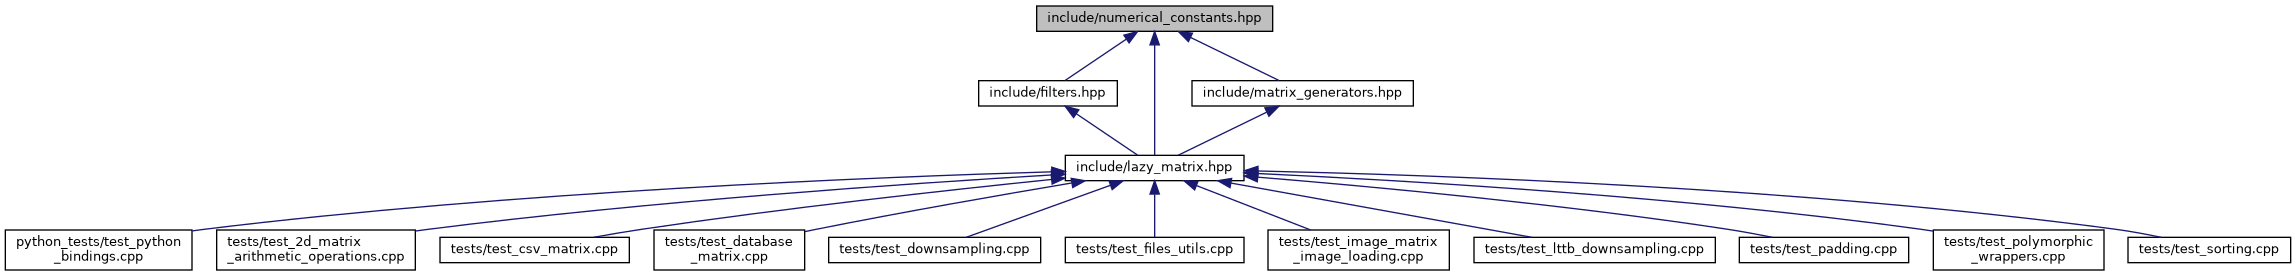 include/numerical_constants.hpp
include/filters.hpp
include/matrix_generators.hpp
include/lazy_matrix.hpp
python_tests/test_python
_bindings.cpp
tests/test_2d_matrix
_arithmetic_operations.cpp
tests/test_csv_matrix.cpp
tests/test_database
_matrix.cpp
tests/test_downsampling.cpp
tests/test_files_utils.cpp
tests/test_image_matrix
_image_loading.cpp
tests/test_lttb_downsampling.cpp
tests/test_padding.cpp
tests/test_polymorphic
_wrappers.cpp
tests/test_sorting.cpp